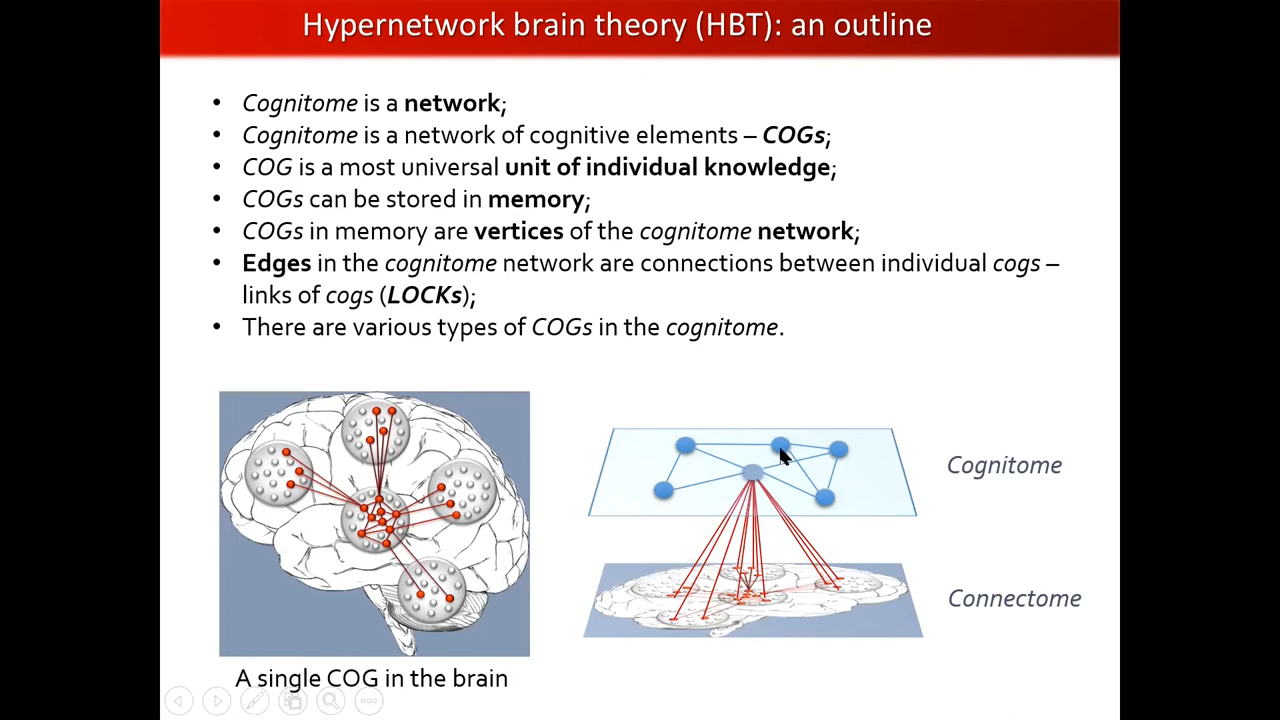 Hypernetwork brain theory (HBT): an outline
• Cognitome is a network;
• Cognitome is a network of cognitive elements – COGs;
• COG is a most universal unit of individual knowledge;
• COGs can be stored in memory;
• COGs in memory are vertices of the cognitome network;
• Edges in the cognitome network are connections between individual cogs –
links of cogs (LOCKs);
• There are various types of COGs in the cognitome.
Cognitome
Connectome
A single COG in the brain